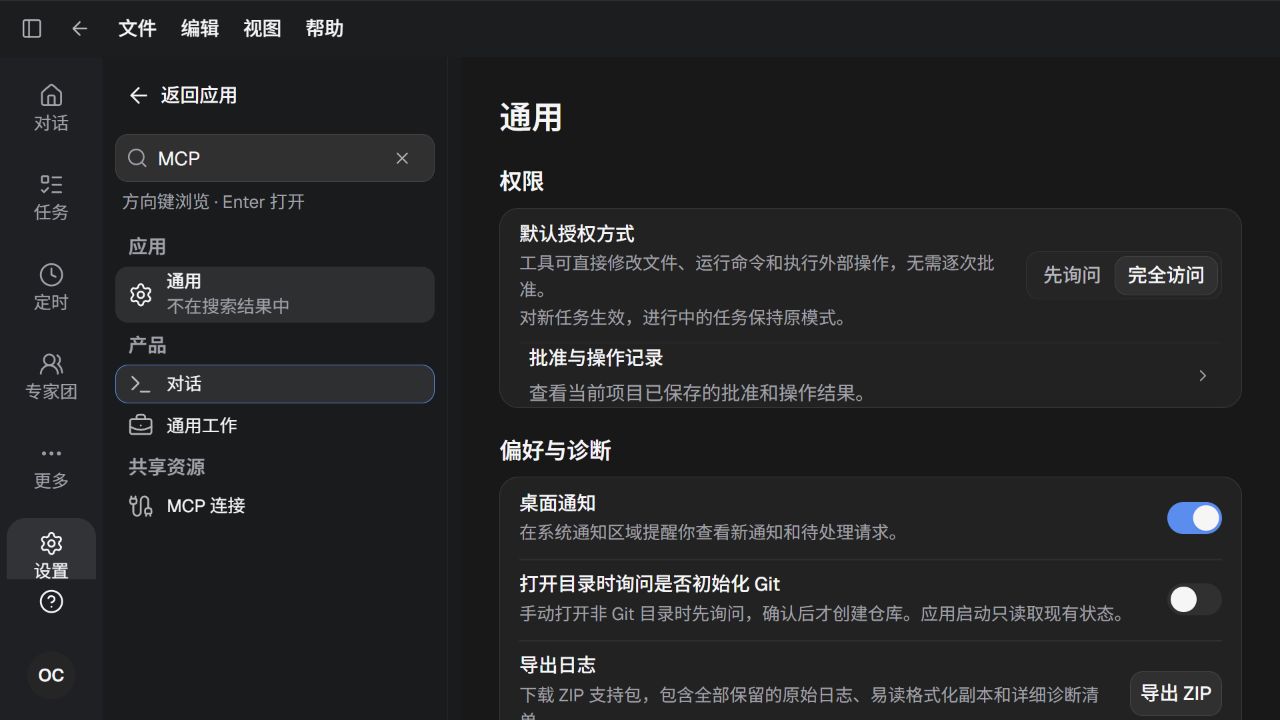 文件 编辑 视图 帮助
对话
任务
定时
专家团
更多
设置
OC
返回应用
MCP
方向键浏览 · Enter 打开
应用
通用
不在搜索结果中
产品
对话
通用工作
共享资源
MCP 连接
通用
权限
默认授权方式
工具可直接修改文件、运行命令和执行外部操作，无需逐次批
准。
对新任务生效，进行中的任务保持原模式。
先询问 完全访问
批准与操作记录
查看当前项目已保存的批准和操作结果。
偏好与诊断
桌面通知
在系统通知区域提醒你查看新通知和待处理请求。
打开目录时询问是否初始化 Git
手动打开非 Git 目录时先询问，确认后才创建仓库。应用启动只读取现有状态。
导出日志
下载 ZIP 支持包，包含全部保留的原始日志、易读格式化副本和详细诊断清
单。
导出 ZIP